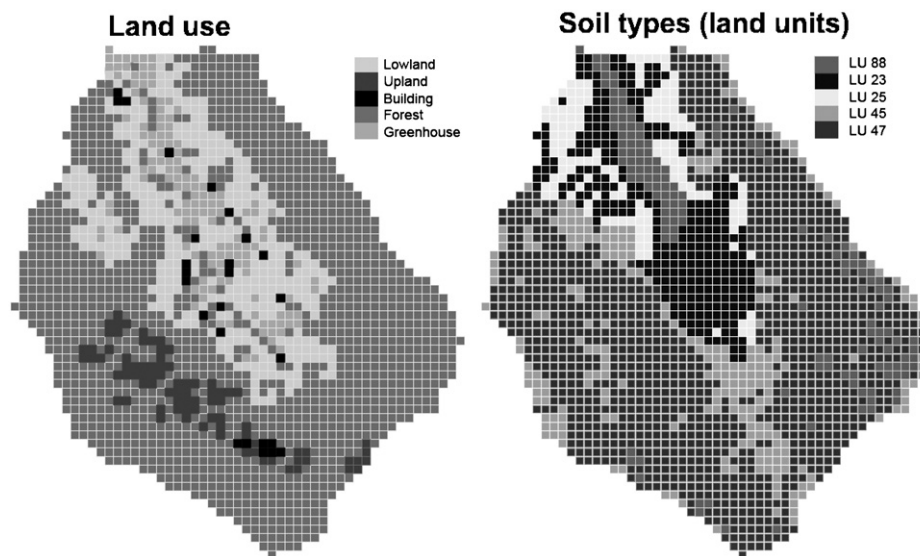 Land use
Lowland
Upland
Building
Forest
Greenhouse
Soil types (land units)
LU 88
LU 23
LU 25
LU 45
LU 47